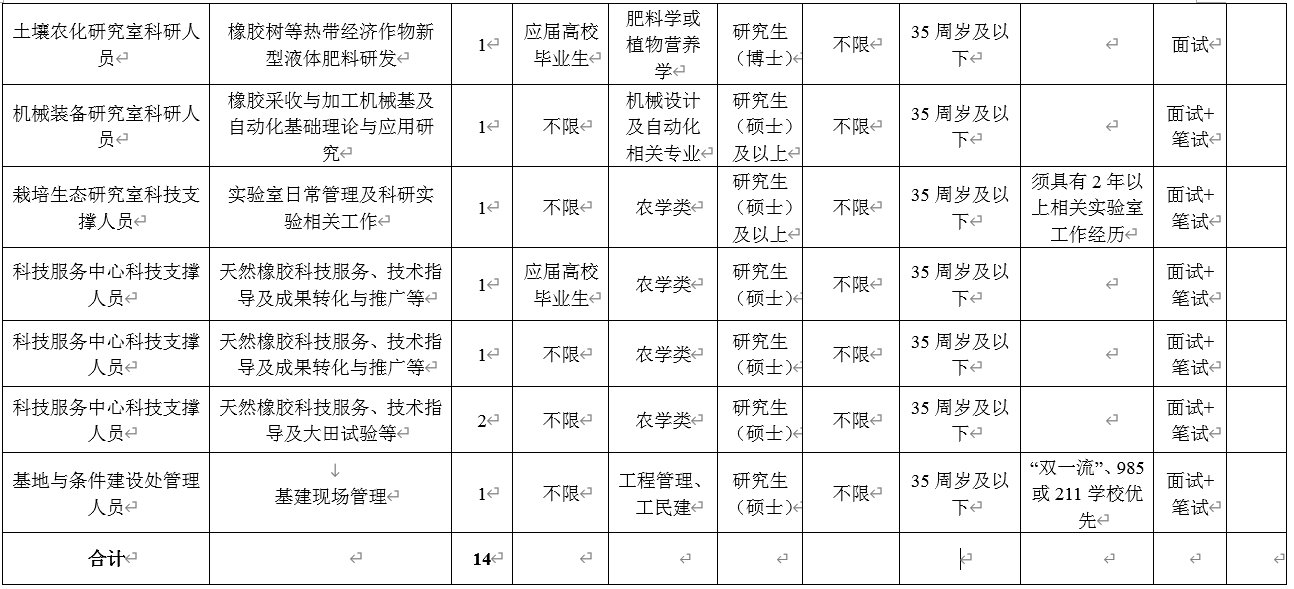 土壤农化研究室科研人
员
橡胶树等热带经济作物新
型液体肥料研发
1
应届高校
毕业生
肥料学或
植物营养
学
研究生
（博士）
不限
35 周岁及以
下
面试
机械装备研究室科研人
员
橡胶采收与加工机械基及
自动化基础理论与应用研
究
1
不限
机械设计
及自动化
相关专业
研究生
（硕士）
及以上
不限
35 周岁及以
下
面试+
笔试
栽培生态研究室科技支
撑人员
实验室日常管理及科研实
验相关工作
1
不限
农学类
研究生
（硕士）
及以上
不限
35 周岁及以
下
须具有 2 年以
上相关实验室
工作经历
面试+
笔试
科技服务中心科技支撑
人员
天然橡胶科技服务、技术指
导及成果转化与推广等
1
应届高校
毕业生
农学类
研究生
（硕士）
不限
35 周岁及以
下
面试+
笔试
科技服务中心科技支撑
人员
天然橡胶科技服务、技术指
导及成果转化与推广等
1
不限
农学类
研究生
（硕士）
不限
35 周岁及以
下
面试+
笔试
科技服务中心科技支撑
人员
天然橡胶科技服务、技术指
导及大田试验等
2
不限
农学类
研究生
（硕士）
不限
35 周岁及以
下
面试+
笔试
基地与条件建设处管理
人员
基建现场管理
1
不限
工程管理、
工民建
研究生
（硕士）
不限
35 周岁及以
下
“双一流”、985
或 211 学校优
先
面试+
笔试
合计
14